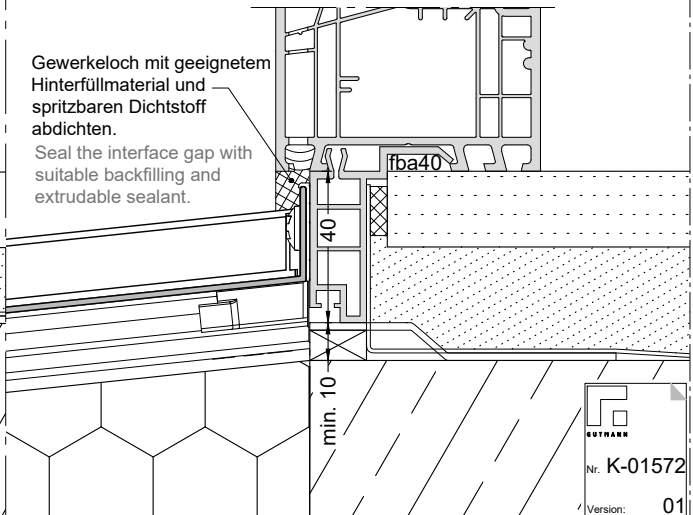 Gewerkeloch mit geeignetem
Hinterfüllmaterial und
spritzbaren Dichtstoff
abdichten.
Seal the interface gap with
suitable backfilling and
extrudable sealant.
fba40
40
min. 10
GUTMANN
Nr. K-01572
Version: 01